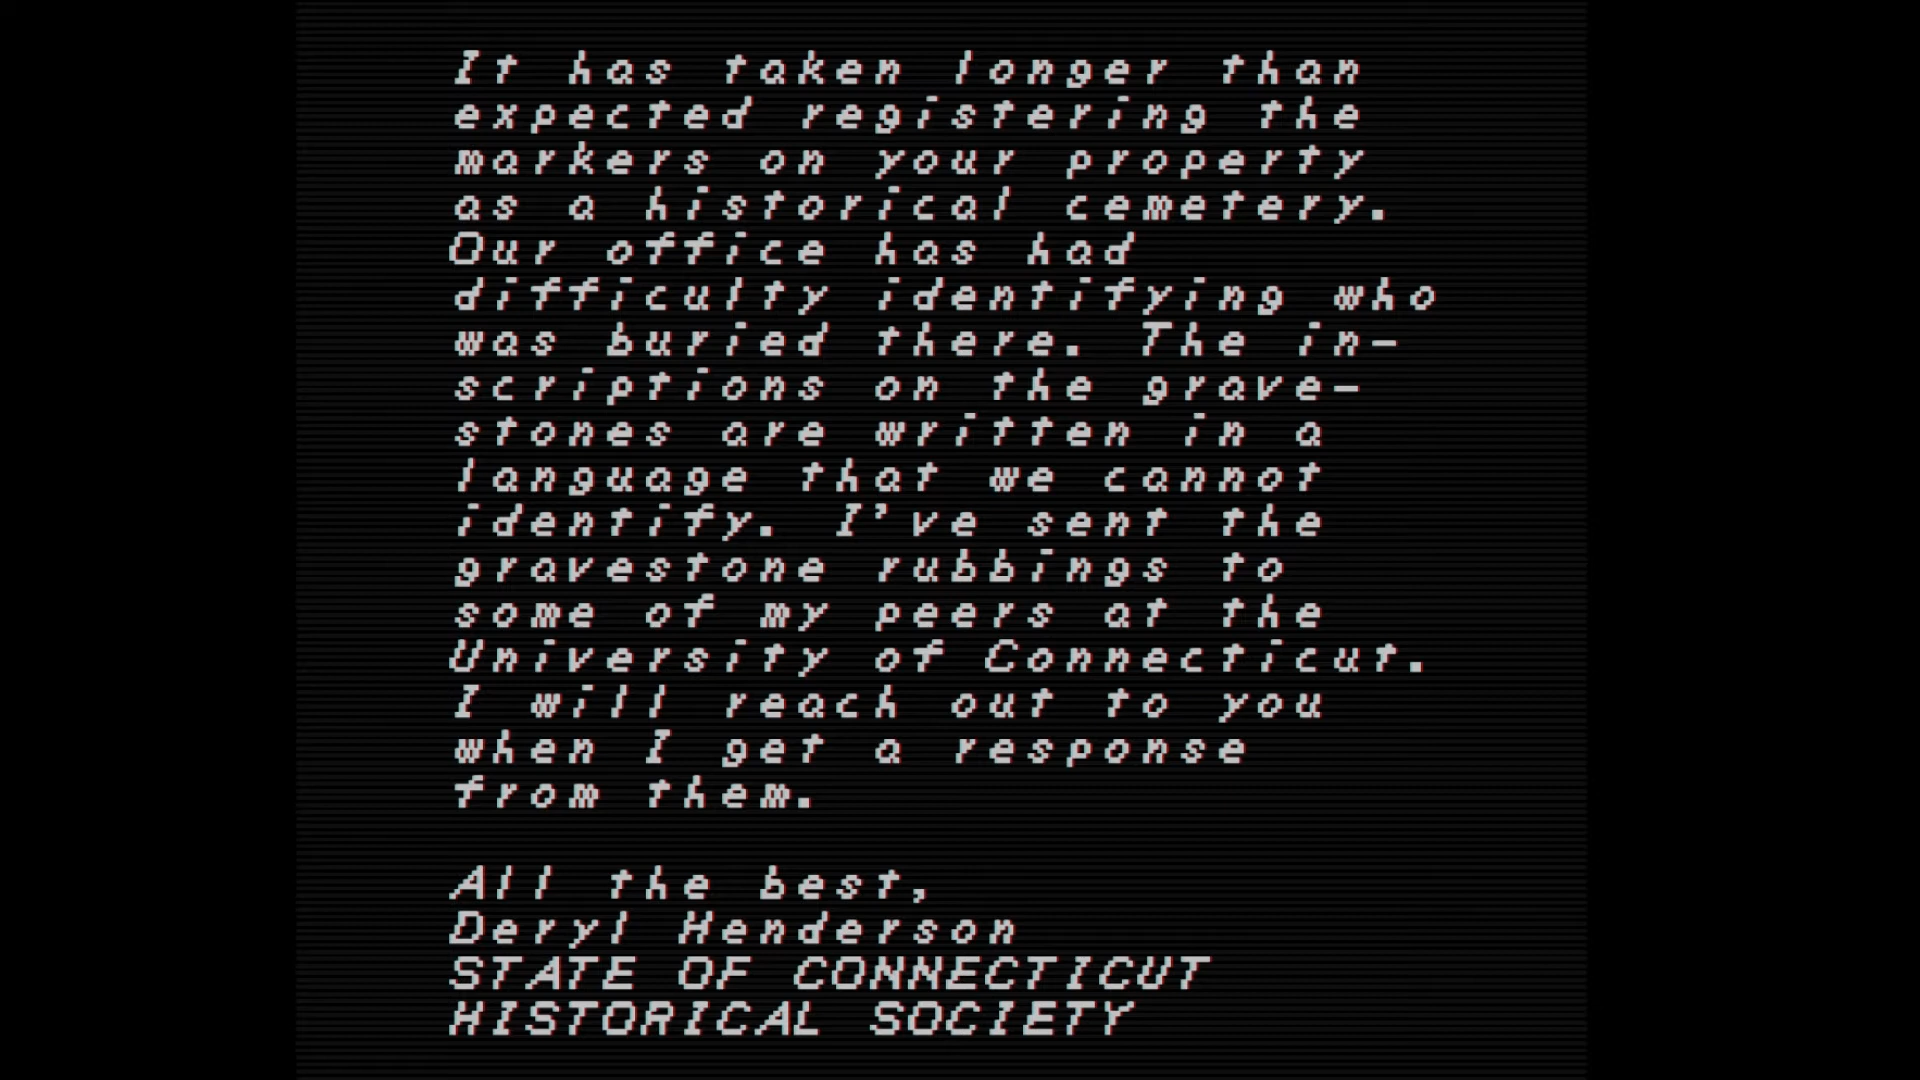 It has taken longer than
expected registering the
markers on your property
as a historical cemetery.
Our office has had
difficulty identifying who
was buried there. The in-
scriptions on the grave-
stones are written in a
language that we cannot
identify. I've sent the
gravestone rubbings to
some of my peers at the
University of Connecticut.
I will reach out to you
when I get a response
from them.

All the best,
Deryl Henderson
STATE OF CONNECTICUT
HISTORICAL SOCIETY